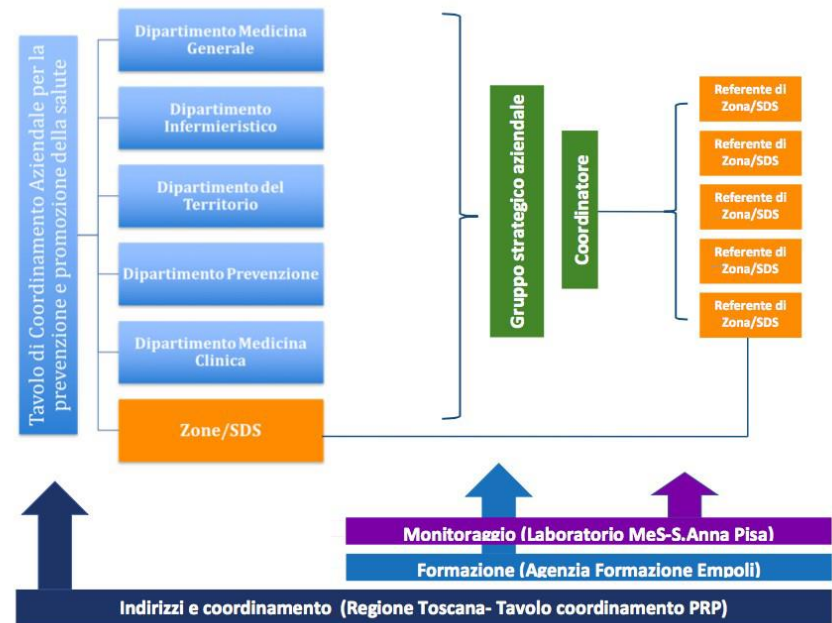 Tavolo di Coordinamento Aziendale per la
prevenzione e promozione della salute
Dipartimento Medicina
Generale
Dipartimento
Infermieristico
Dipartimento del
Territorio
Dipartimento Prevenzione
Dipartimento Medicina
Clinica
Zone/SDS
Gruppo strategico aziendale
Coordinatore
Referente di
Zona/SDS
Referente di
Zona/SDS
Referente di
Zona/SDS
Referente di
Zona/SDS
Referente di
Zona/SDS
Monitoraggio (Laboratorio MeS-S.Anna Pisa)
Formazione (Agenzia Formazione Empoli)
Indirizzi e coordinamento (Regione Toscana- Tavolo coordinamento PRP)